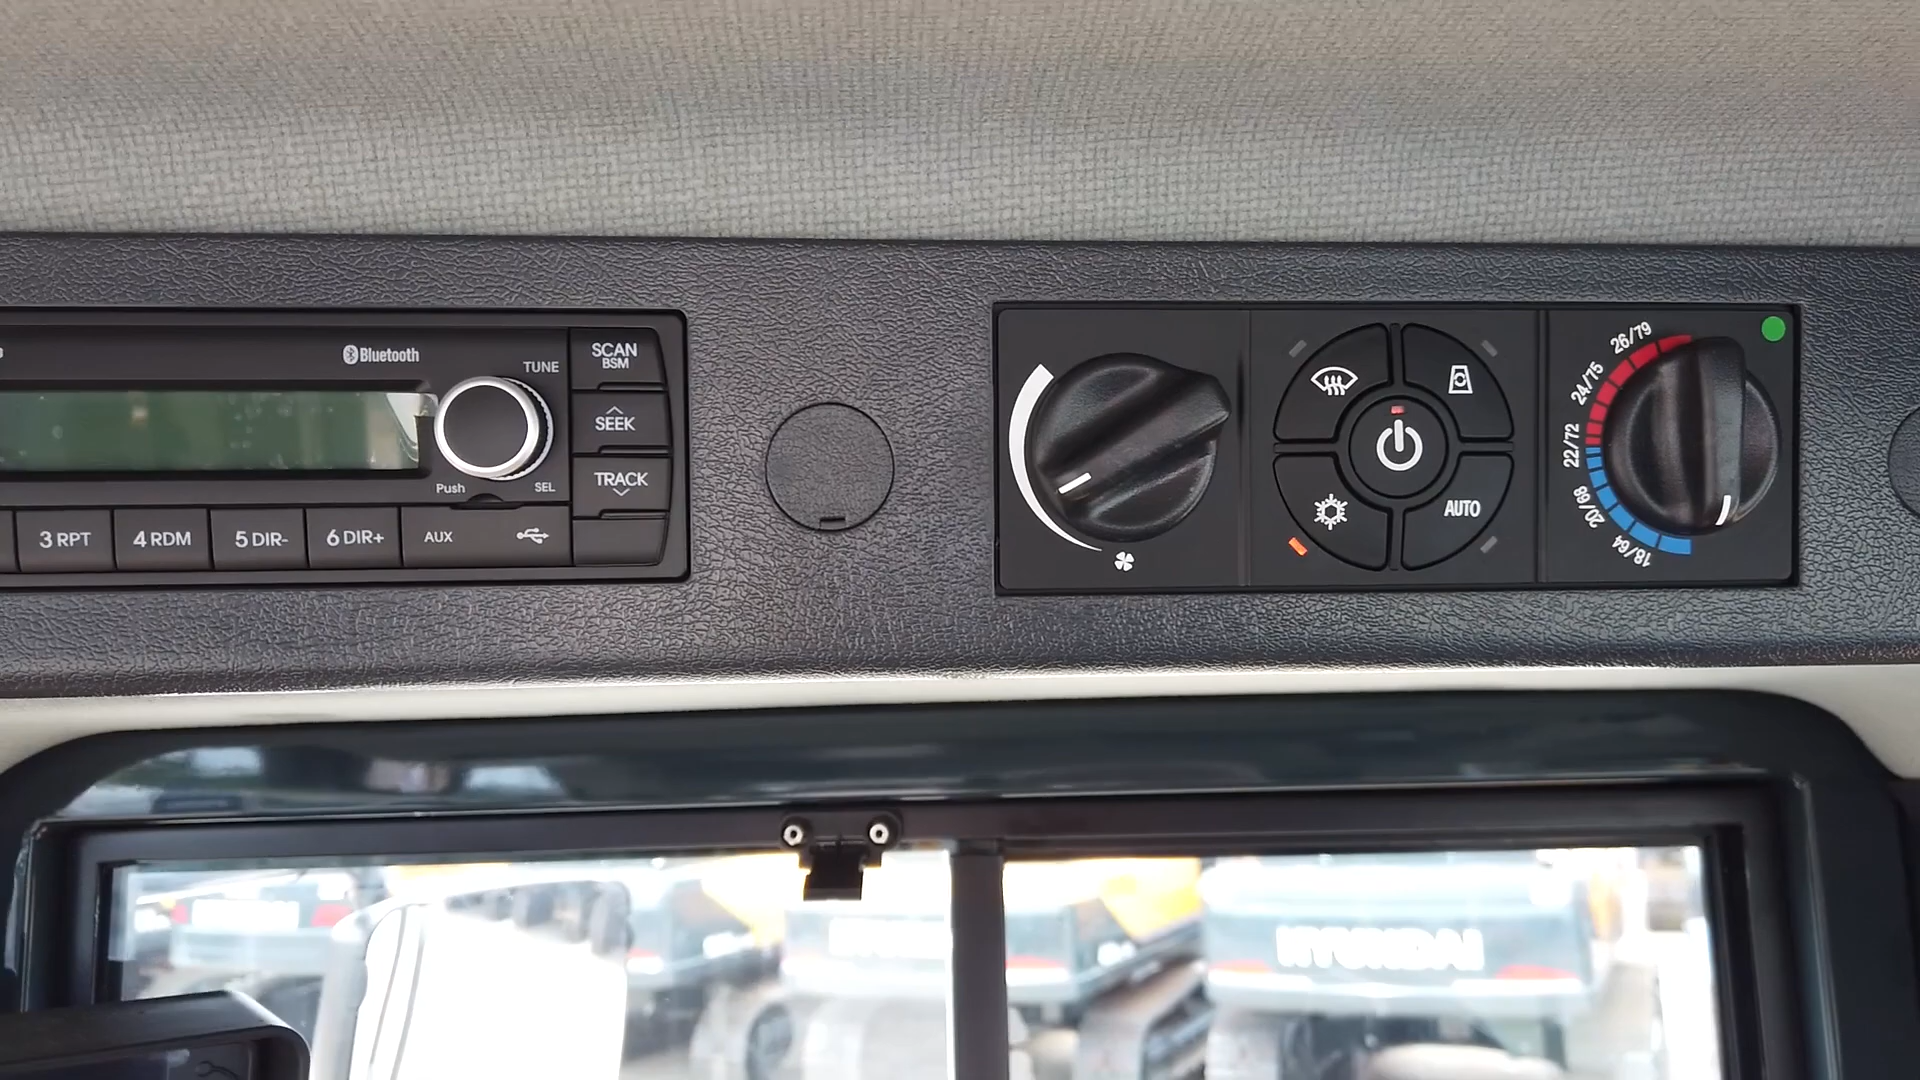 Bluetooth
TUNE
Push
SEL
SCAN
BSM
SEEK
TRACK
3 RPT
4 RDM
5 DIR-
6 DIR+
AUX
AUTO
26/79
24/75
22/72
20/68
18/64
HYUNDAI